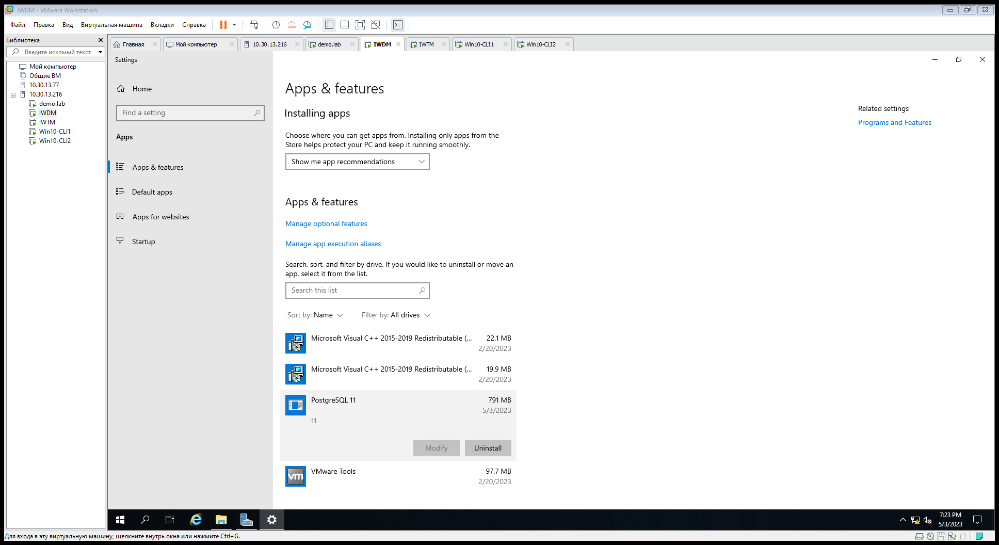 IWDM - VMware Workstation
Файл Правка Вид Виртуальная машина Вкладки Справка
Библиотека
Введите искомый текст
Мой компьютер
Общие ВМ
10.30.13.77
10.30.13.216
demo.lab
IWDM
IWTM
Win10-CLI1
Win10-CLI2
Главная Мой компьютер 10.30.13.216 demo.lab IWDM IWTM Win10-CLI1 Win10-CLI2
Settings
Home
Find a setting
Apps
Apps & features
Default apps
Apps for websites
Startup
Apps & features
Installing apps
Choose where you can get apps from. Installing only apps from the
Store helps protect your PC and keep it running smoothly.
Show me app recommendations
Apps & features
Manage optional features
Manage app execution aliases
Search, sort, and filter by drive. If you would like to uninstall or move an
app, select it from the list.
Search this list
Sort by: Name Filter by: All drives
Microsoft Visual C++ 2015-2019 Redistributable (... 22.1 MB
2/20/2023
Microsoft Visual C++ 2015-2019 Redistributable (... 19.9 MB
2/20/2023
PostgreSQL 11 791 MB
5/3/2023
11
Modify Uninstall
vm VMware Tools 97.7 MB
2/20/2023
Related settings
Programs and Features
7:23 PM
5/3/2023
Для входа в эту виртуальную машину, щелкните внутрь окна или нажмите Ctrl+G.